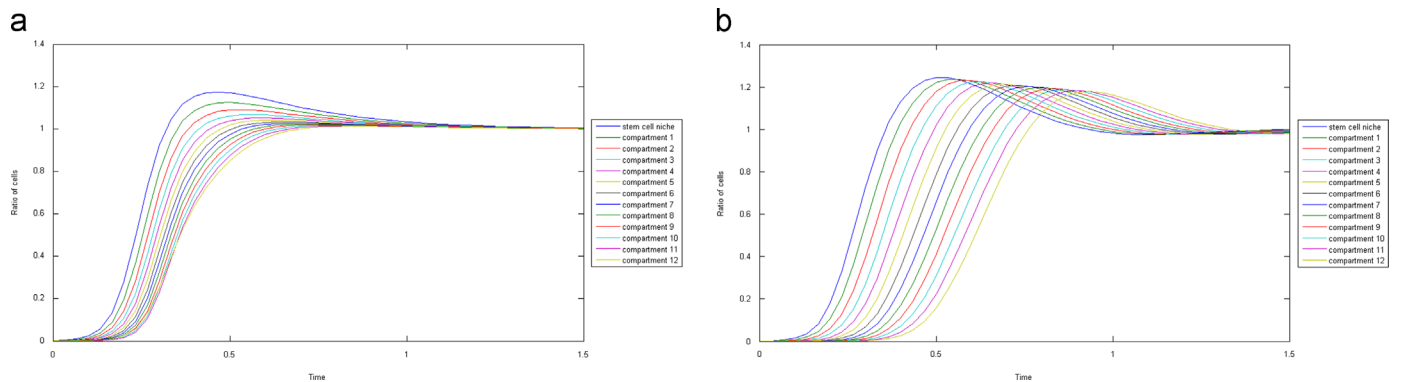 a
1.4
1.2
1
0.8
0.6
0.4
0.2
0
Ratio of cells
0
0.5
1
1.5
Time
stem cell niche
compartment 1
compartment 2
compartment 3
compartment 4
compartment 5
compartment 6
compartment 7
compartment 8
compartment 9
compartment 10
compartment 11
compartment 12
b
1.4
1.2
1
0.8
0.6
0.4
0.2
0
Ratio of cells
0
0.5
1
1.5
Time
stem cell niche
compartment 1
compartment 2
compartment 3
compartment 4
compartment 5
compartment 6
compartment 7
compartment 8
compartment 9
compartment 10
compartment 11
compartment 12